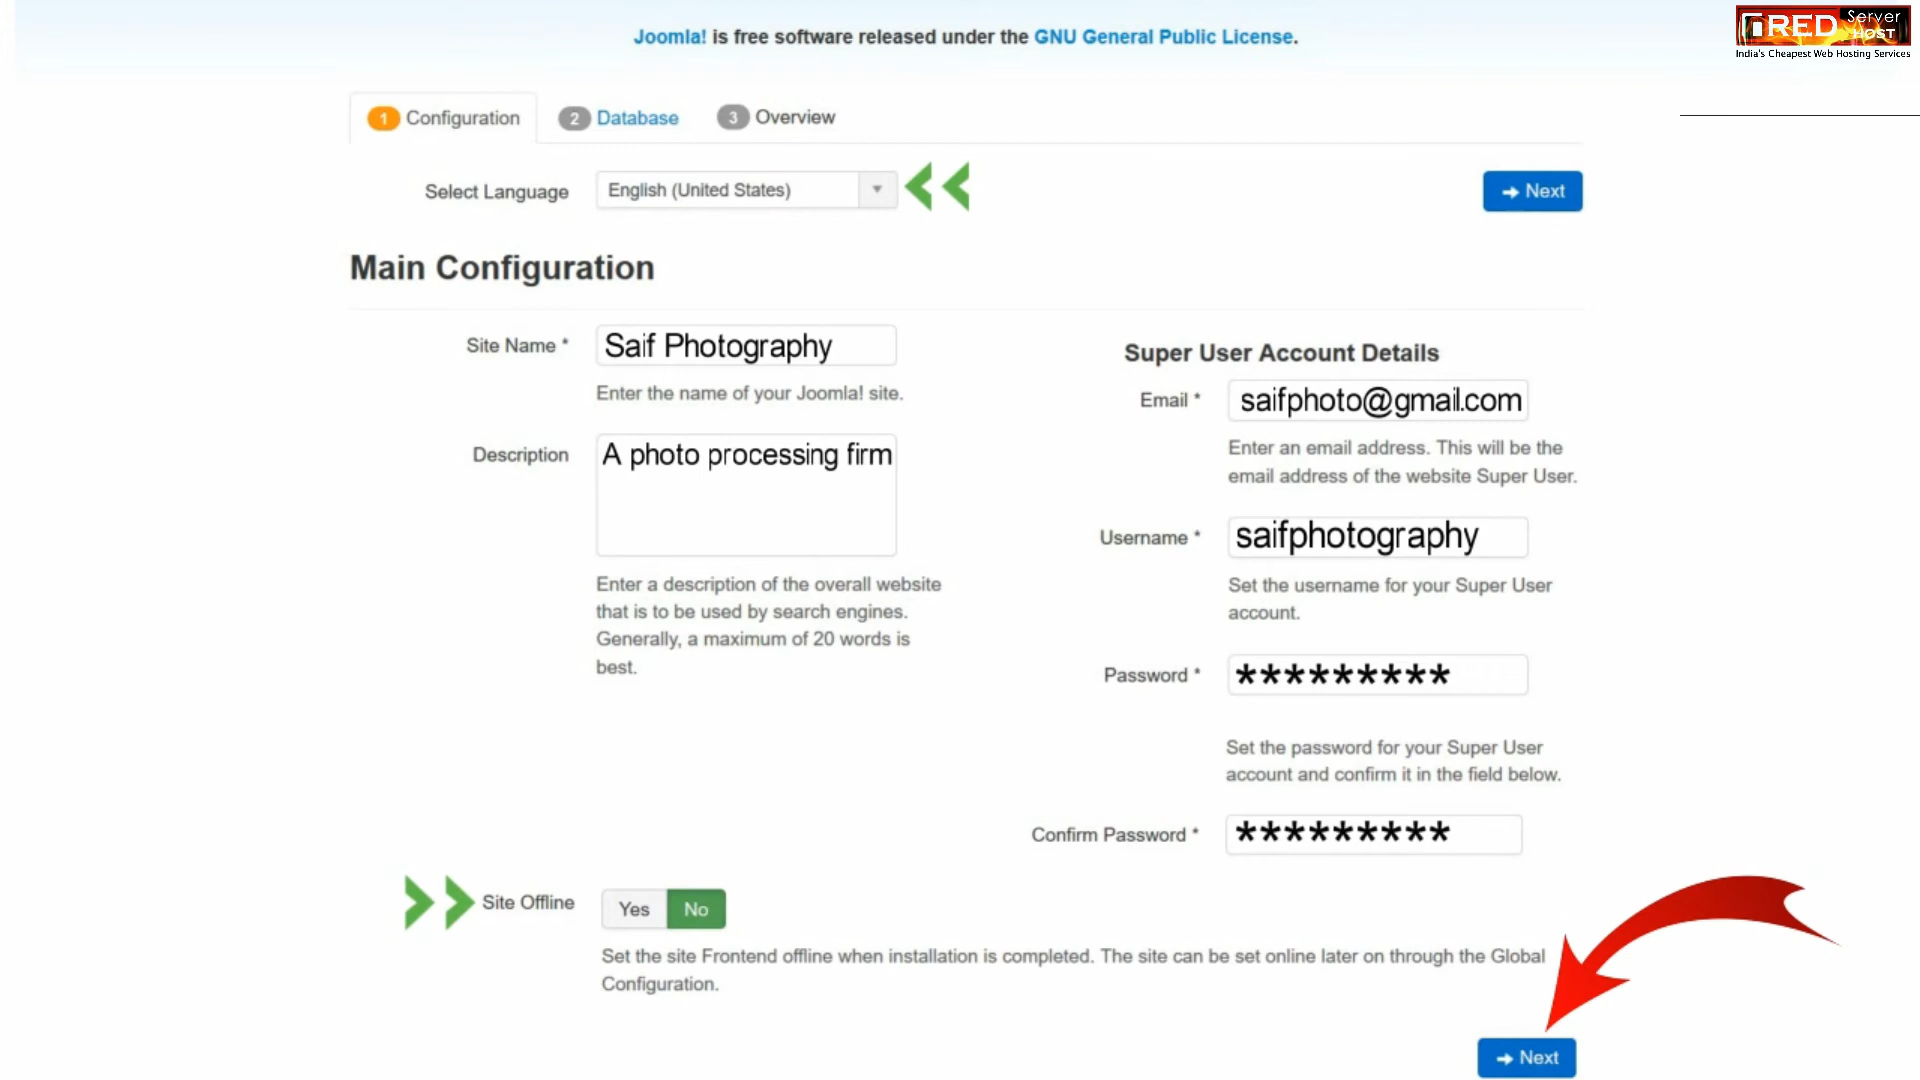 Joomla! is free software released under the GNU General Public License.
RED Server HOST
India's Cheapest Web Hosting Services
1 Configuration 2 Database 3 Overview
Select Language English (United States) Next
Main Configuration
Site Name * Saif Photography
Enter the name of your Joomla! site.
Description A photo processing firm
Enter a description of the overall website
that is to be used by search engines.
Generally, a maximum of 20 words is
best.
Super User Account Details
Email * saifphoto@gmail.com
Enter an email address. This will be the
email address of the website Super User.
Username * saifphotography
Set the username for your Super User
account.
Password * *********
Set the password for your Super User
account and confirm it in the field below.
Confirm Password * *********
Site Offline Yes No
Set the site Frontend offline when installation is completed. The site can be set online later on through the Global
Configuration.
Next